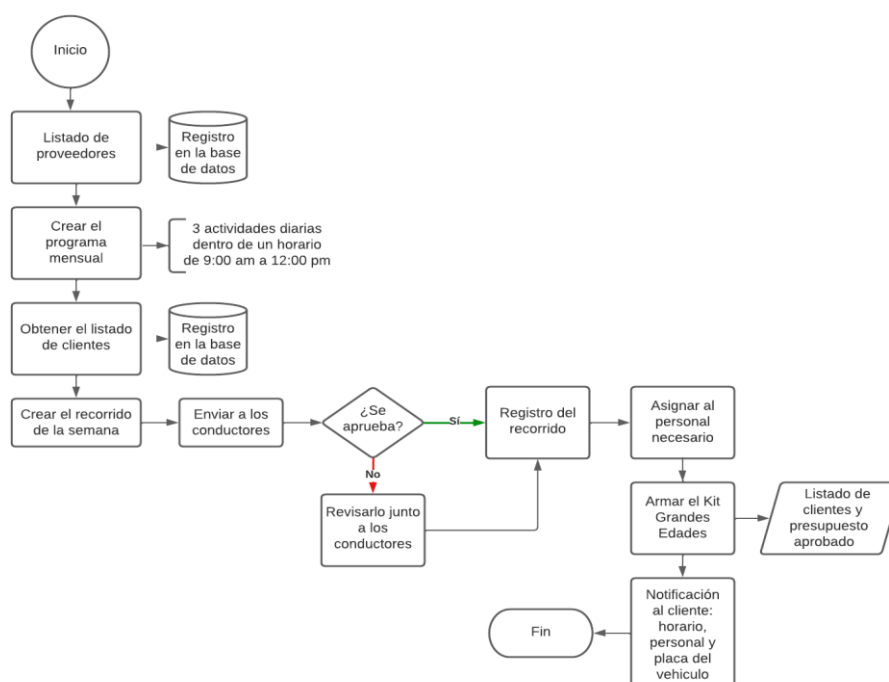 Inicio
Listado de
proveedores
Registro
en la base
de datos
Crear el
programa
mensual
3 actividades diarias
dentro de un horario
de 9:00 am a 12:00 pm
Obtener el listado
de clientes
Registro
en la base
de datos
Crear el recorrido
de la semana
Enviar a los
conductores
¿Se
aprueba?
Sí
No
Revisarlo junto
a los
conductores
Registro del
recorrido
Asignar al
personal
necesario
Armar el Kit
Grandes
Edades
Listado de
clientes y
presupuesto
aprobado
Notificación
al cliente:
horario,
personal y
placa del
vehiculo
Fin